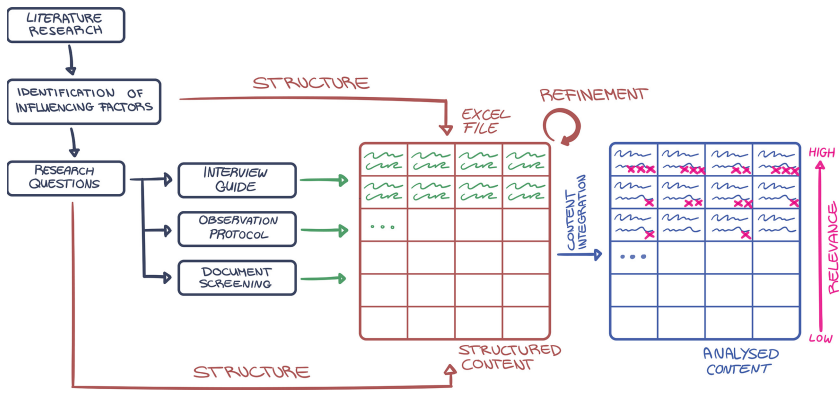 LITERATURE
RESEARCH
IDENTIFICATION OF
INFLUENCING FACTORS
RESEARCH
QUESTIONS
INTERVIEW
GUIDE
OBSERVATION
PROTOCOL
DOCUMENT
SCREENING
STRUCTURE
EXCEL
FILE
REFINEMENT
...
STRUCTURED
CONTENT
STRUCTURE
CONTENT
INTEGRATION
...
ANALYSED
CONTENT
HIGH
RELEVANCE
LOW